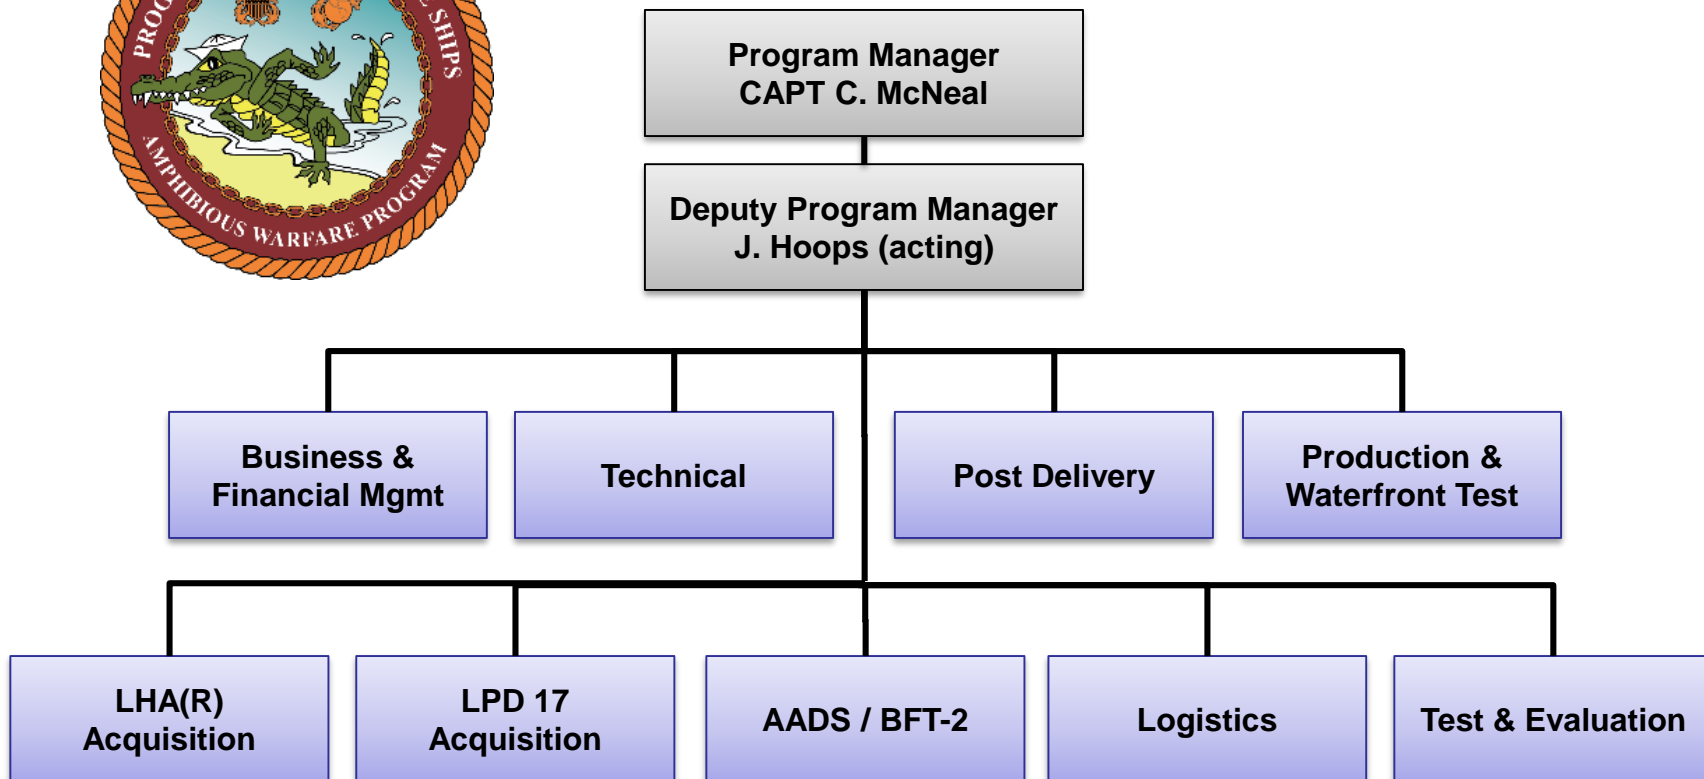 SHIPS
AMPHIBIOUS WARFARE PROGRAM
Program Manager
CAPT C. McNeal
Deputy Program Manager
J. Hoops (acting)
Business &
Financial Mgmt
Technical
Post Delivery
Production &
Waterfront Test
LHA(R)
Acquisition
LPD 17
Acquisition
AADS / BFT-2
Logistics
Test & Evaluation